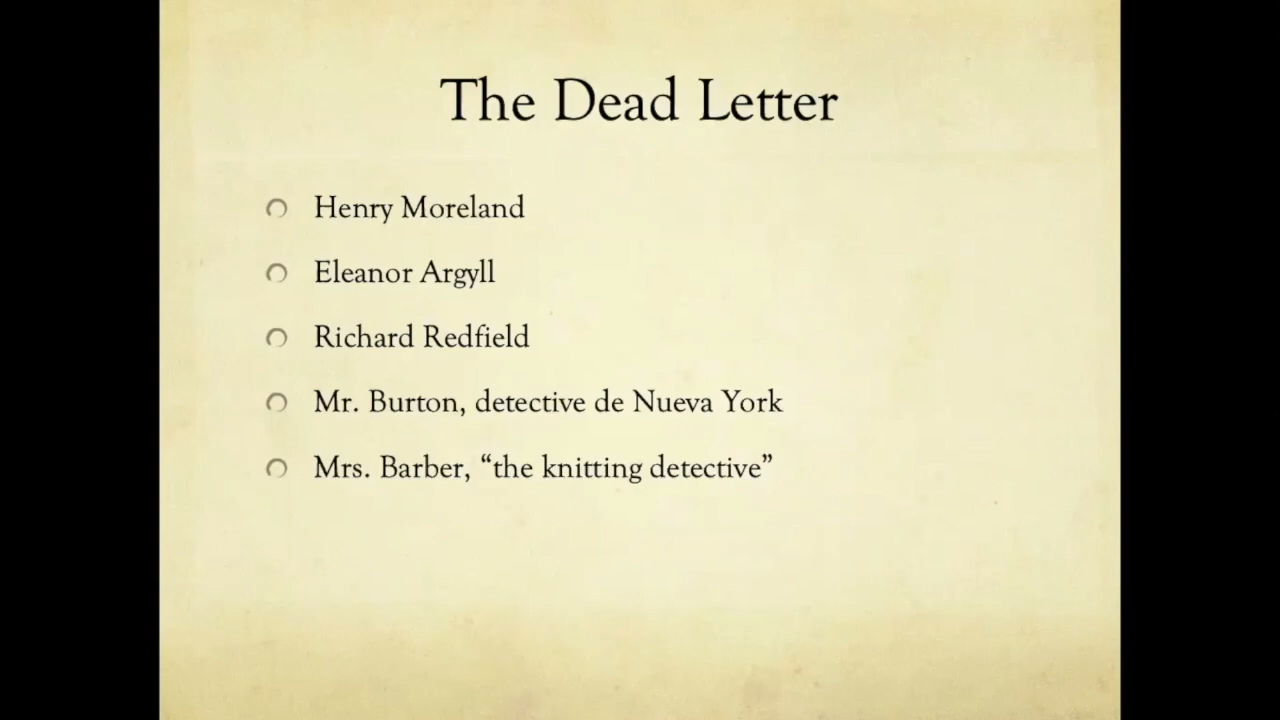 The Dead Letter
Henry Moreland
Eleanor Argyll
Richard Redfield
Mr. Burton, detective de Nueva York
Mrs. Barber, “the knitting detective”